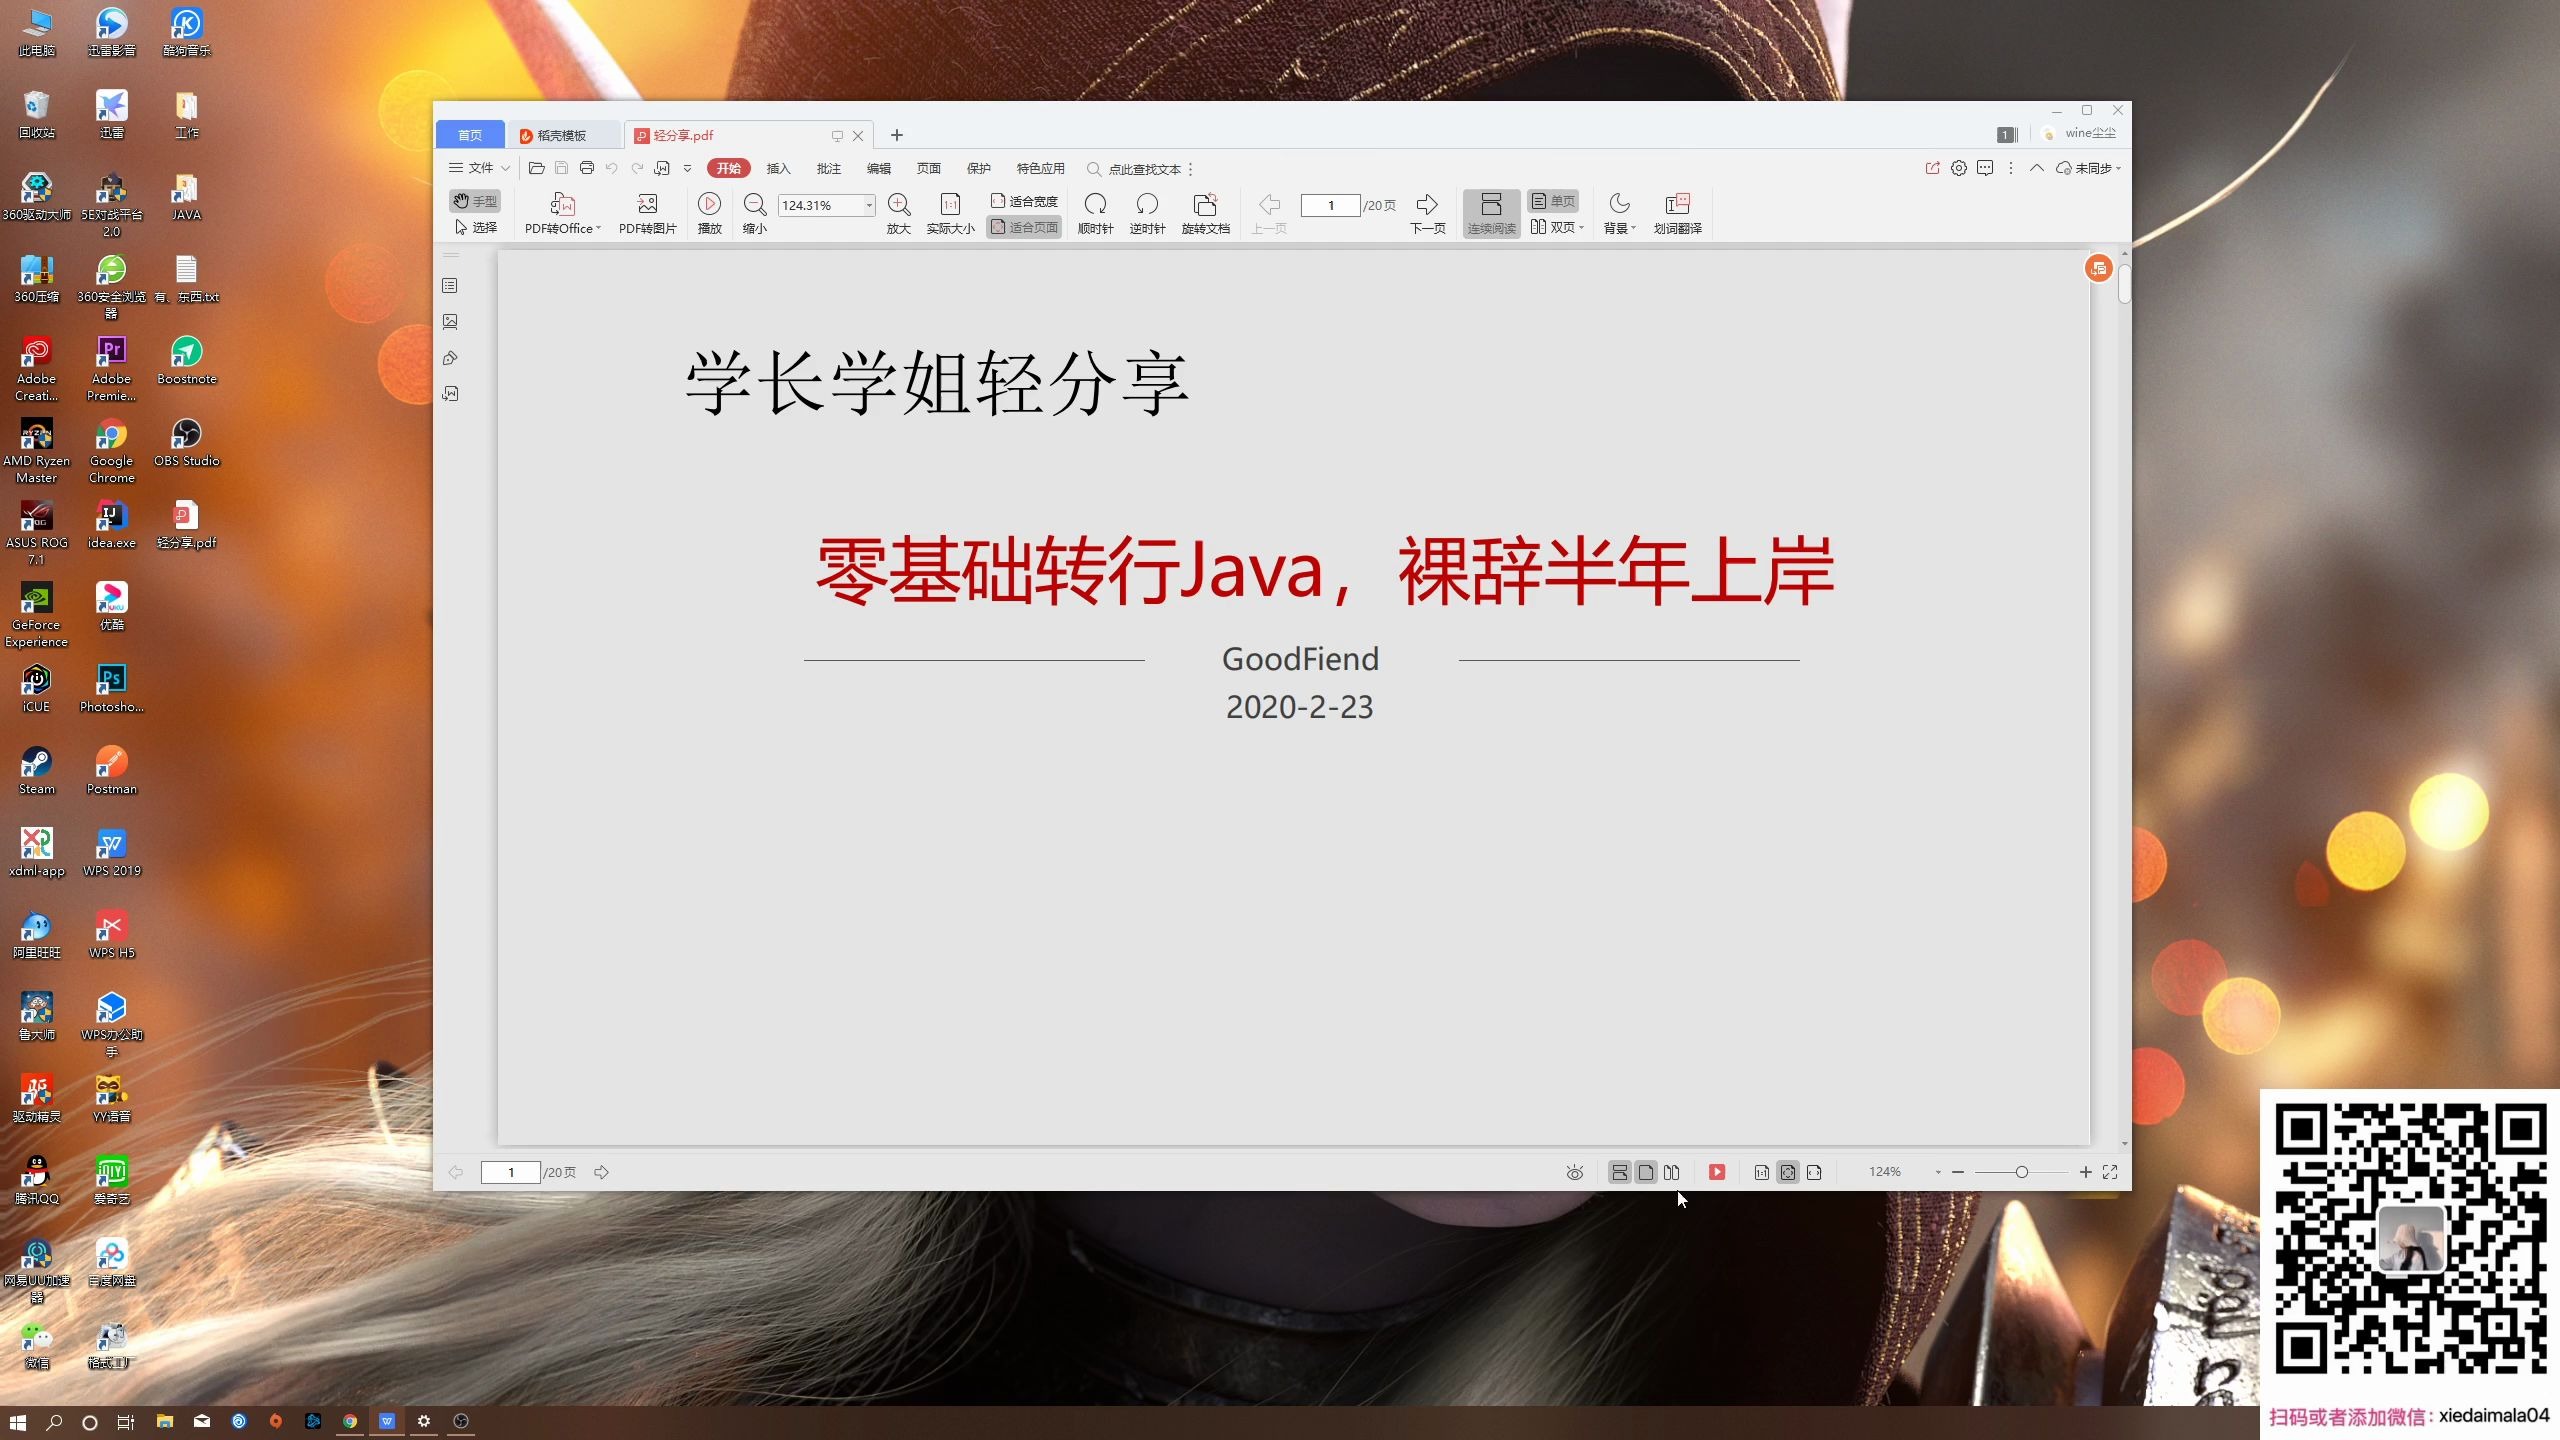 此电脑
迅雷影音
酷狗音乐
回收站
迅雷
工作
360驱动大师
5E对战平台
2.0
JAVA
360压缩
360安全浏览
器
有、东西.txt
Adobe
Creati...
Adobe
Premie...
Boostnote
AMD Ryzen
Master
Google
Chrome
OBS Studio
ASUS ROG
7.1
idea.exe
轻分享.pdf
GeForce
Experience
优酷
iCUE
Photosho...
Steam
Postman
xdml-app
WPS 2019
阿里旺旺
WPS H5
鲁大师
WPS办公助
手
驱动精灵
YY语音
腾讯QQ
爱奇艺
网易UU加速
器
百度网盘
微信
格式工厂
首页
稻壳模板
轻分享.pdf
1
wine尘尘
文件
开始
插入
批注
编辑
页面
保护
特色应用
点此查找文本
未同步
手型
选择
PDF转Office
PDF转图片
播放
缩小
124.31%
放大
实际大小
适合宽度
适合页面
顺时针
逆时针
旋转文档
上一页
1
/20页
下一页
连续阅读
单页
双页
背景
划词翻译
学长学姐轻分享
零基础转行Java，裸辞半年上岸
GoodFiend
2020-2-23
1
/20页
124%
扫码或者添加微信：xiedaimala04